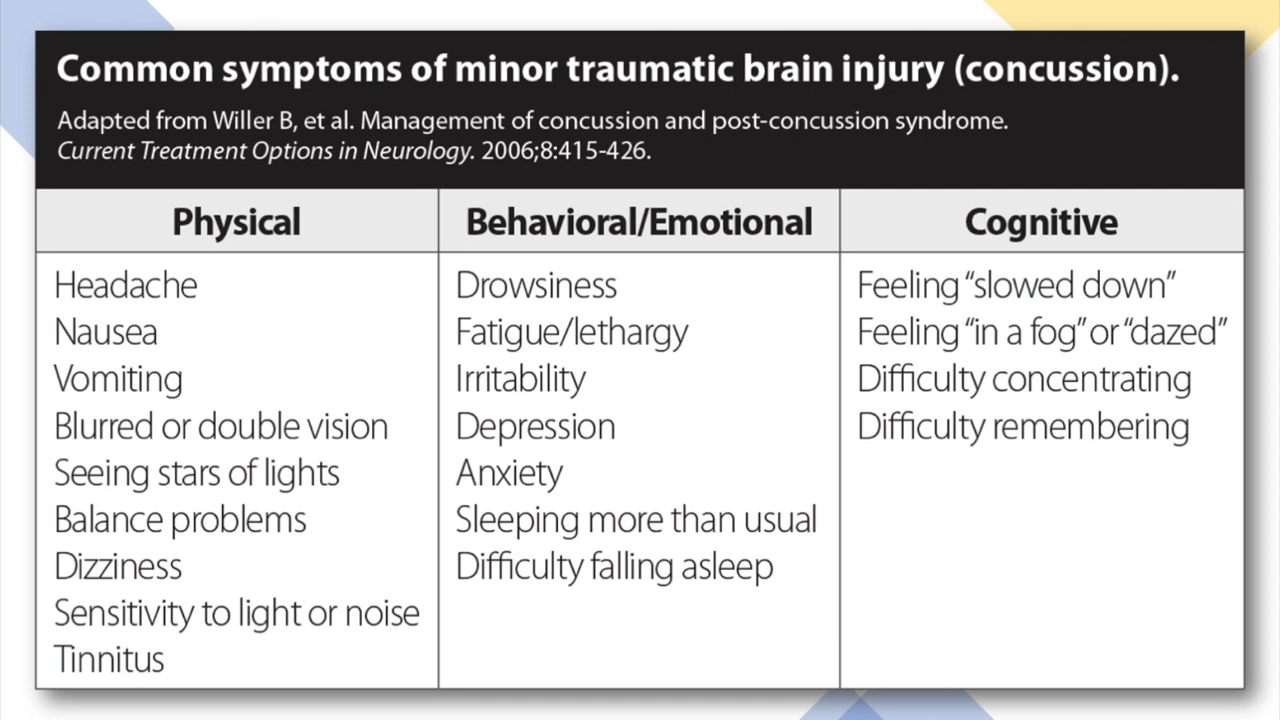 Common symptoms of minor traumatic brain injury (concussion).
Adapted from Willer B, et al. Management of concussion and post-concussion syndrome.
Current Treatment Options in Neurology. 2006;8:415-426.
Physical
Headache
Nausea
Vomiting
Blurred or double vision
Seeing stars of lights
Balance problems
Dizziness
Sensitivity to light or noise
Tinnitus
Behavioral/Emotional
Drowsiness
Fatigue/lethargy
Irritability
Depression
Anxiety
Sleeping more than usual
Difficulty falling asleep
Cognitive
Feeling “slowed down”
Feeling “in a fog” or “dazed”
Difficulty concentrating
Difficulty remembering